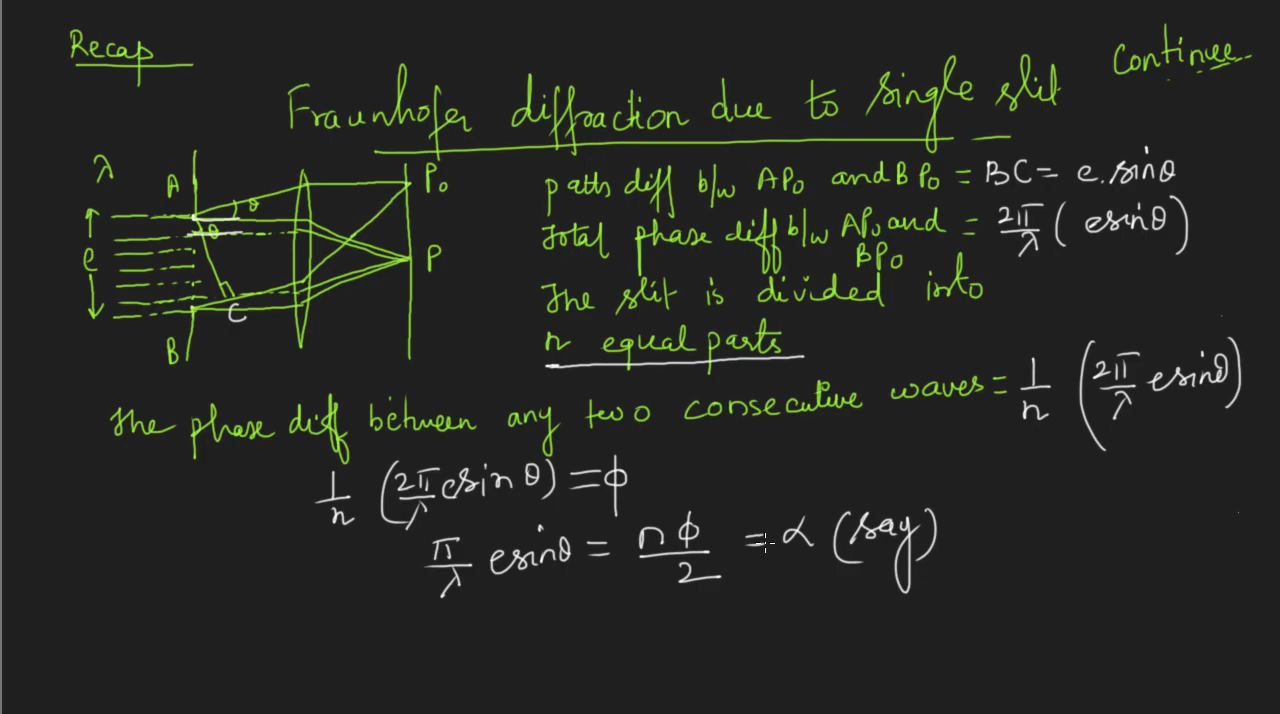 Recap
Continue
Fraunhofer diffraction due to single slit
λ
A
P₀
θ
θ
e
P
C
B
path diff b/w AP₀ and BP₀ = BC = e.sinθ
Total phase diff b/w AP₀ and BP₀ = 2π/λ (esinθ)
The slit is divided into
n equal parts
The phase diff between any two consecutive waves = 1/n (2π/λ esinθ)
1/n (2π/λ esinθ) = ϕ
π/λ esinθ = nϕ/2 = α (say)